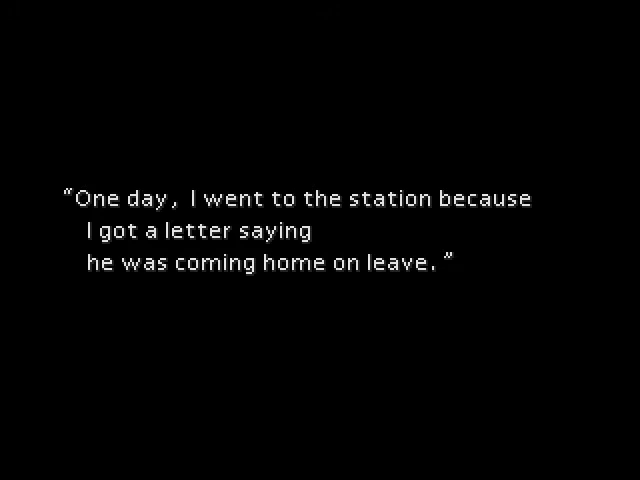 “One day, I went to the station because
I got a letter saying
he was coming home on leave.”